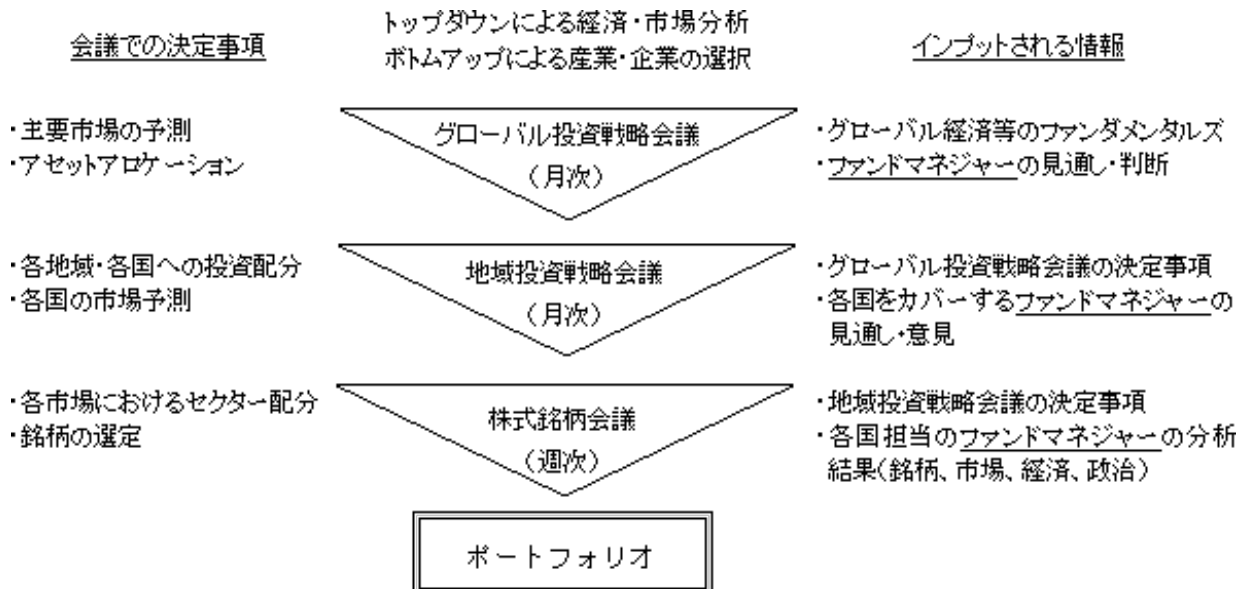 会議での決定事項
トップダウンによる経済・市場分析
ボトムアップによる産業・企業の選択
インプットされる情報
・主要市場の予測
・アセットアロケーション
グローバル投資戦略会議
（月次）
・グローバル経済等のファンダメンタルズ
・ファンドマネジャーの見通し・判断
・各地域・各国への投資配分
・各国の市場予測
地域投資戦略会議
（月次）
・グローバル投資戦略会議の決定事項
・各国をカバーするファンドマネジャーの
見通し・意見
・各市場におけるセクター配分
・銘柄の選定
株式銘柄会議
（週次）
・地域投資戦略会議の決定事項
・各国担当のファンドマネジャーの分析
結果（銘柄、市場、経済、政治）
ポートフォリオ